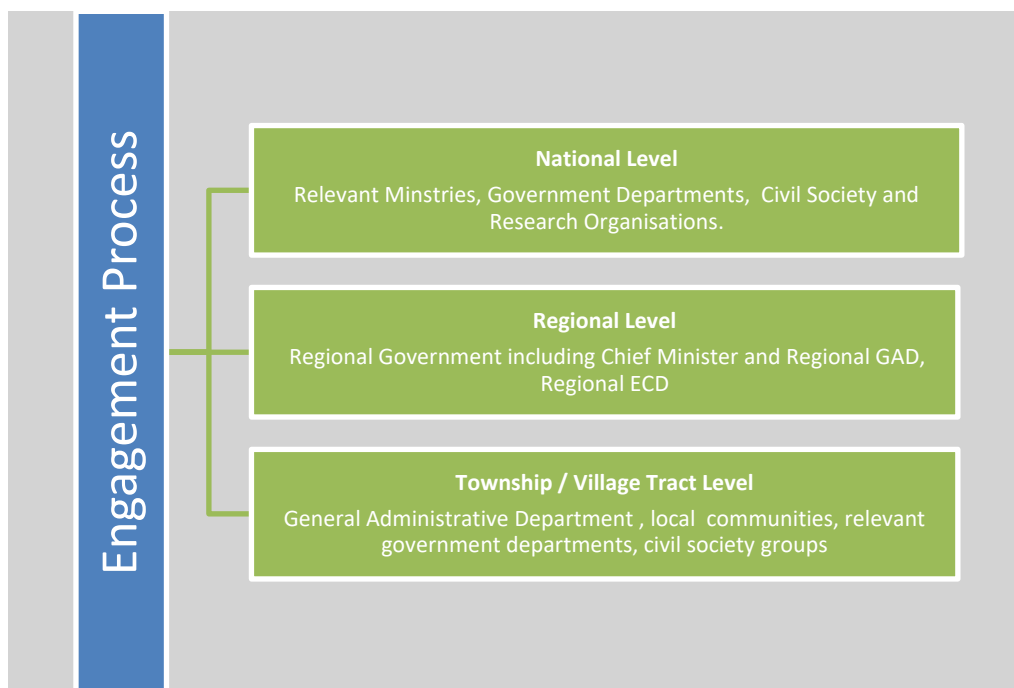 Engagement Process
National Level
Relevant Minstries, Government Departments, Civil Society and
Research Organisations.
Regional Level
Regional Government including Chief Minister and Regional GAD,
Regional ECD
Township / Village Tract Level
General Administrative Department , local communities, relevant
government departments, civil society groups